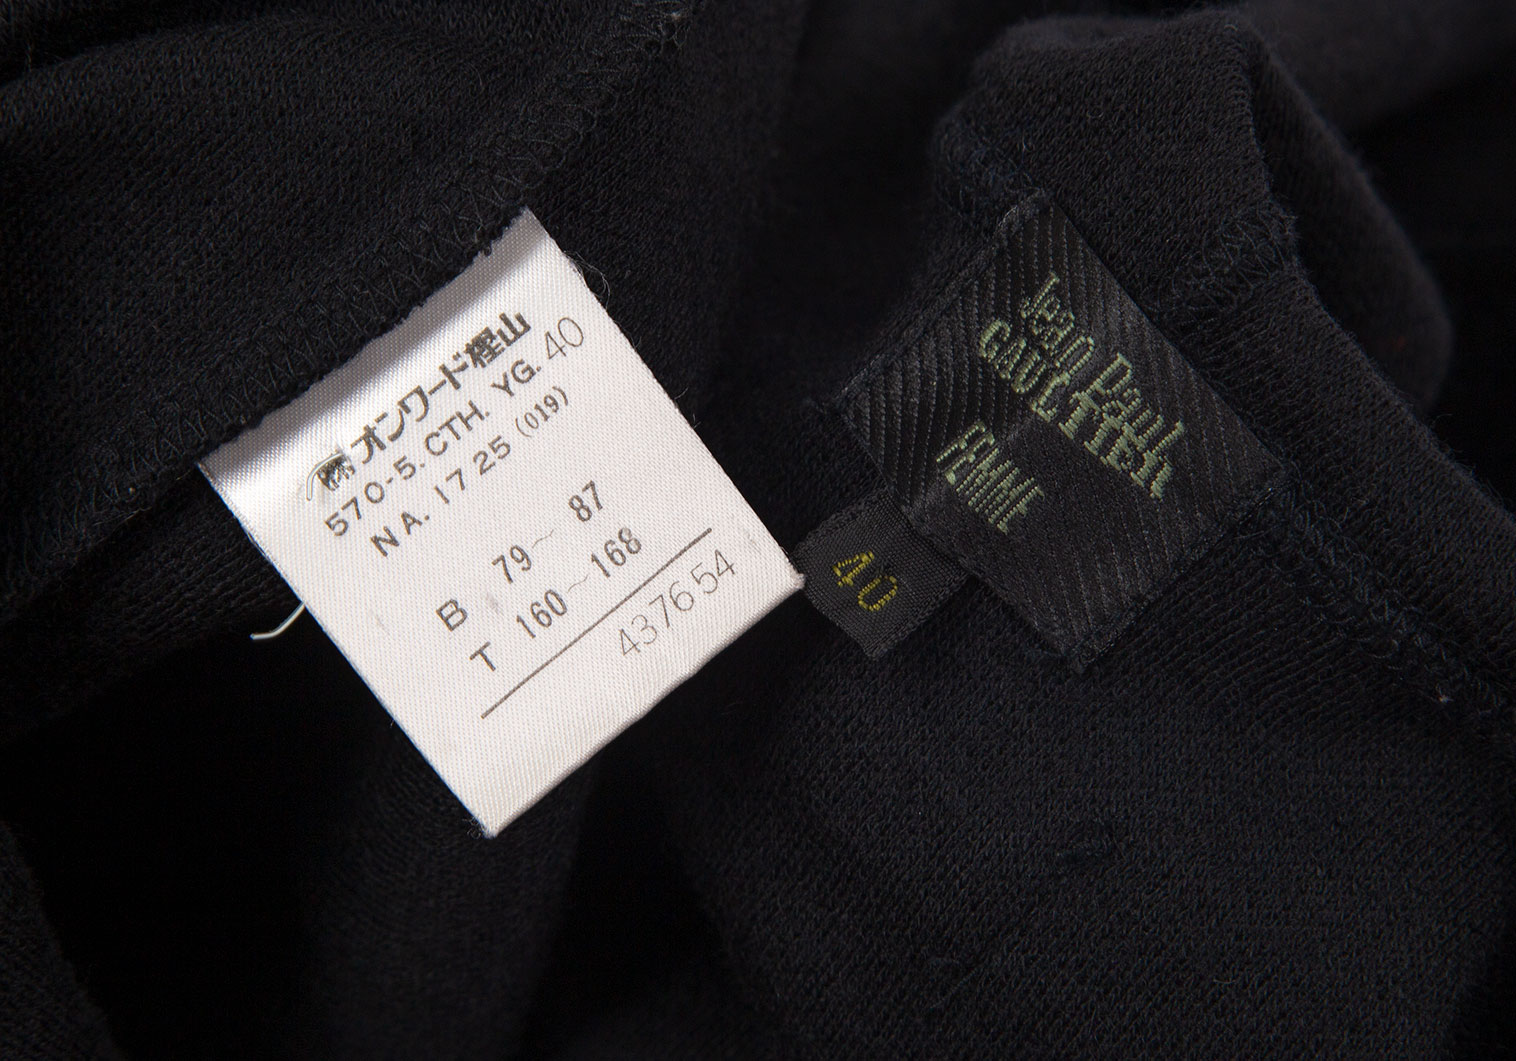 ㈱オンワード樫山
570-5. CTH. YG. 40
NA. 1725 (019)
B 79~87
T 160~168
437654
Jean Paul
GAULTIER
FEMME
40